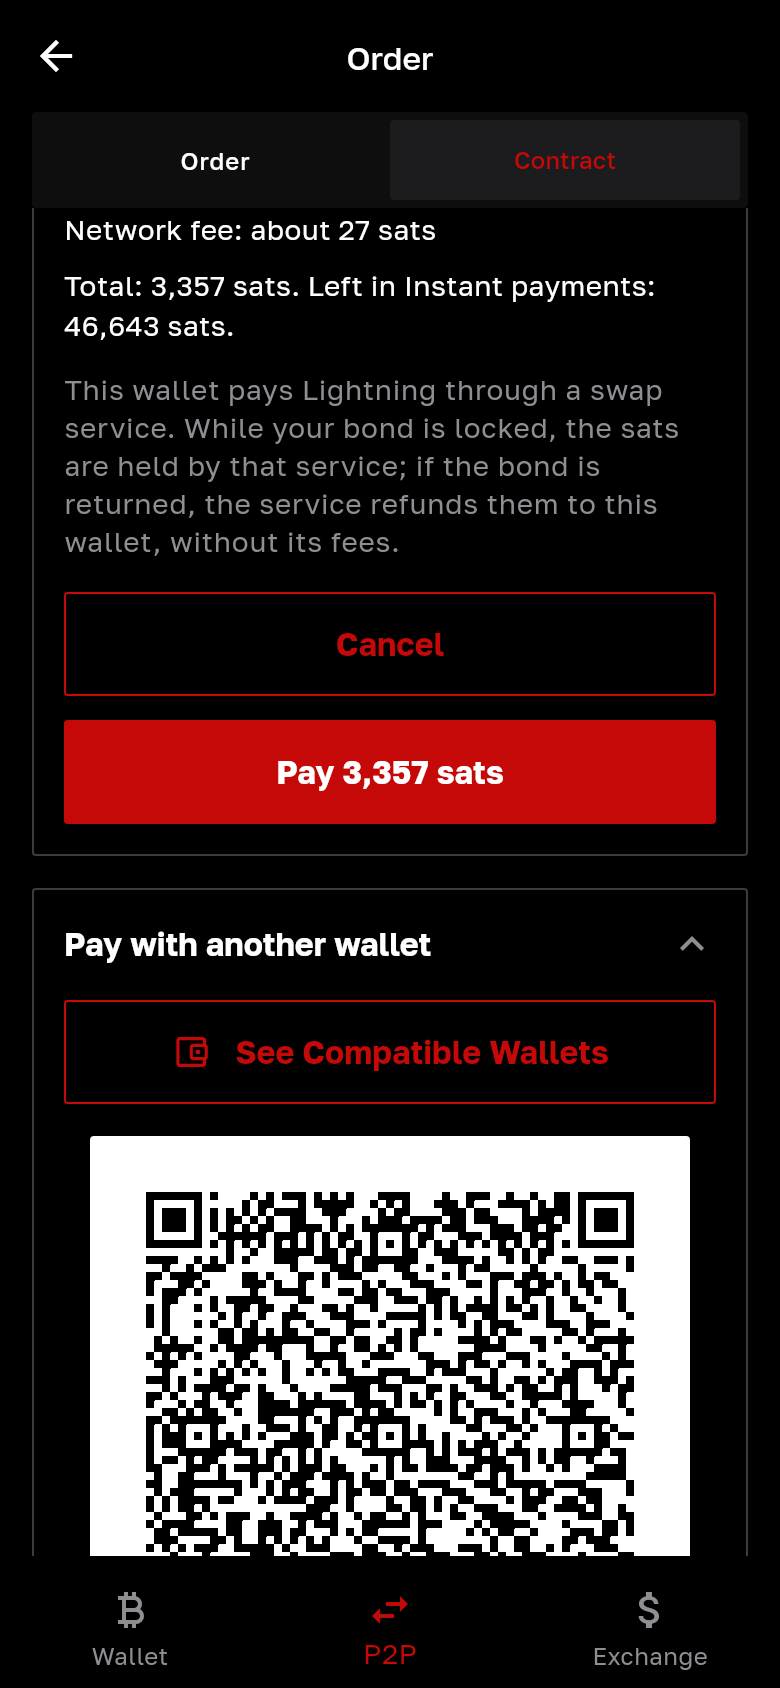 Order
Order
Contract
Network fee: about 27 sats
Total: 3,357 sats. Left in Instant payments:
46,643 sats.
This wallet pays Lightning through a swap
service. While your bond is locked, the sats
are held by that service; if the bond is
returned, the service refunds them to this
wallet, without its fees.
Cancel
Pay 3,357 sats
Pay with another wallet
See Compatible Wallets
Wallet
P2P
Exchange